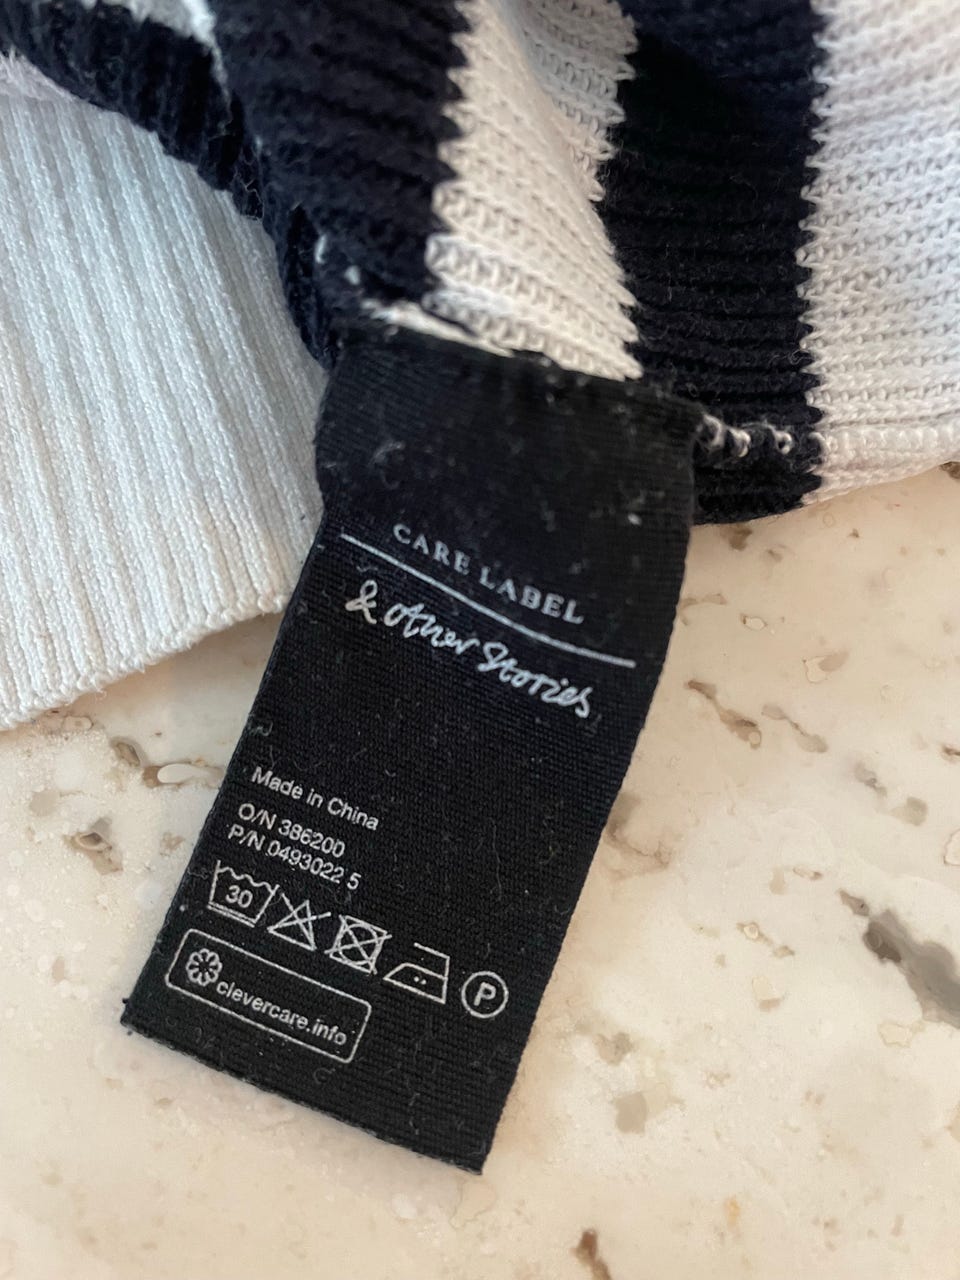 CARE LABEL
& other Stories
Made in China
O/N 386200
P/N 0493022 5
30
P
clevercare.info